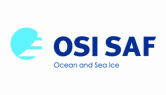 OSI SAF
Ocean and Sea Ice